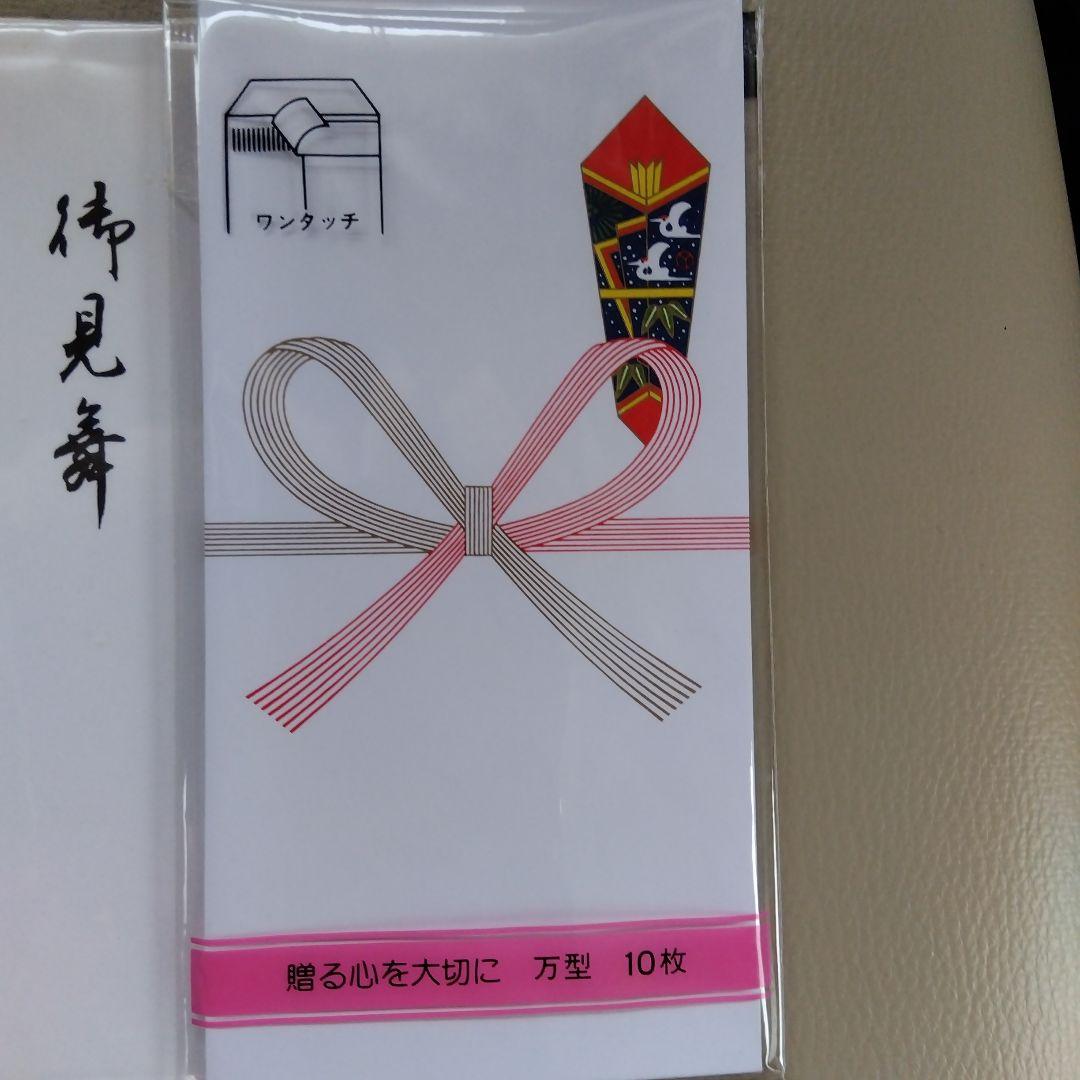 御見舞
ワンタッチ
贈る心を大切に 万型 10枚